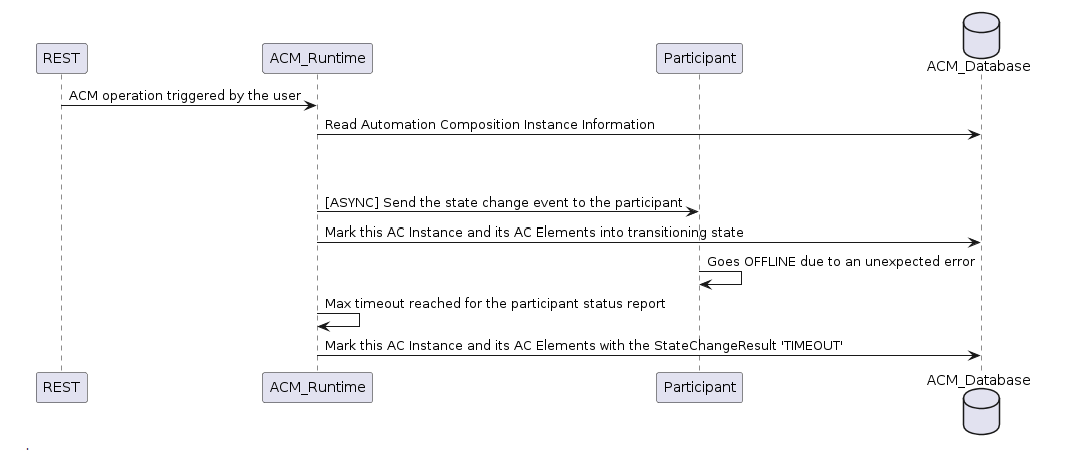 REST
ACM_Runtime
Participant
ACM_Database
ACM operation triggered by the user
Read Automation Composition Instance Information
[ASYNC] Send the state change event to the participant
Mark this AC Instance and its AC Elements into transitioning state
Goes OFFLINE due to an unexpected error
Max timeout reached for the participant status report
Mark this AC Instance and its AC Elements with the StateChangeResult 'TIMEOUT'
REST
ACM_Runtime
Participant
ACM_Database